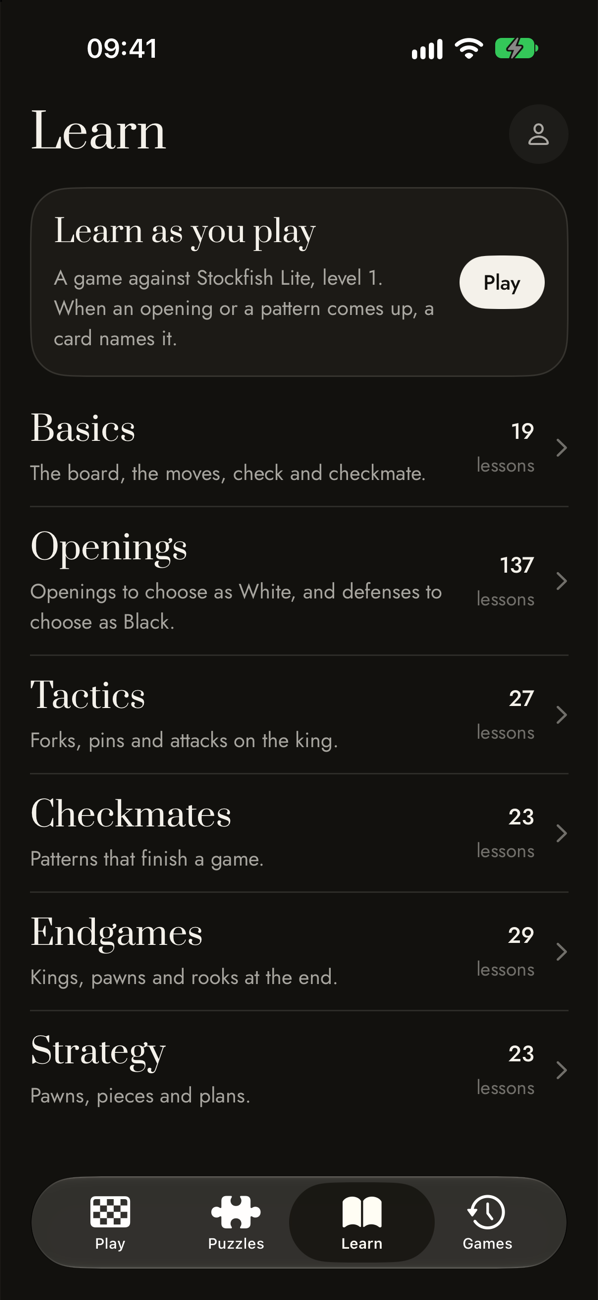 09:41
Learn
Learn as you play
A game against Stockfish Lite, level 1.
When an opening or a pattern comes up, a
card names it.
Play
Basics
19
The board, the moves, check and checkmate.
lessons
Openings
137
Openings to choose as White, and defenses to
choose as Black.
lessons
Tactics
27
Forks, pins and attacks on the king.
lessons
Checkmates
23
Patterns that finish a game.
lessons
Endgames
29
Kings, pawns and rooks at the end.
lessons
Strategy
23
Pawns, pieces and plans.
lessons
Play
Puzzles
Learn
Games